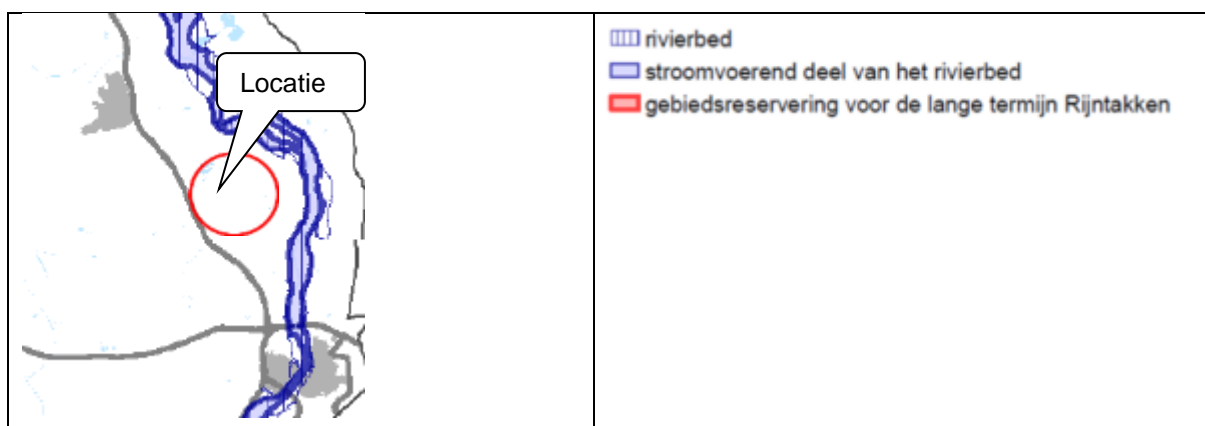 Locatie
rivierbed
stroomvoerend deel van het rivierbed
gebiedsreservering voor de lange termijn Rijntakken